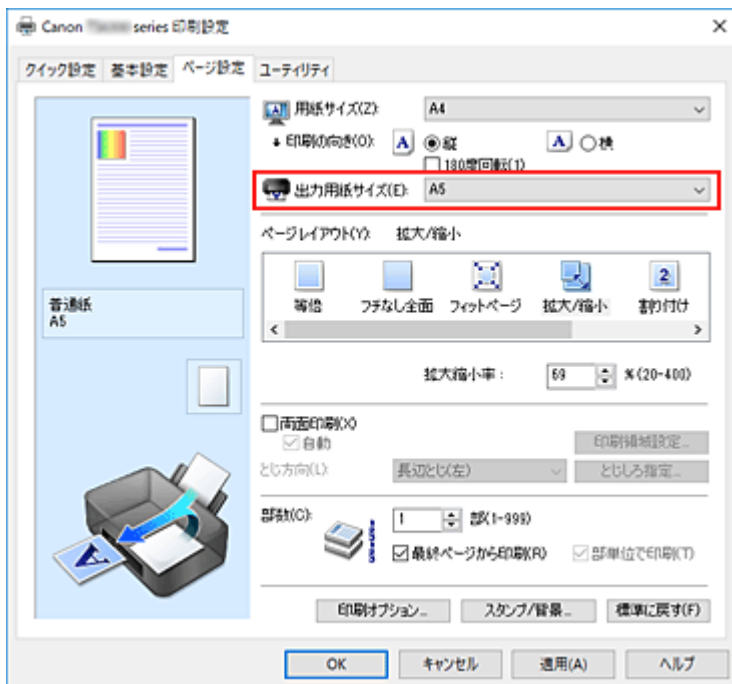 Canon series 印刷設定
クイック設定 基本設定 ページ設定 ユーティリティ
用紙サイズ(Z): A4
印刷の向き(O): A 縦 A 横
180度回転(1)
出力用紙サイズ(E): A5
ページレイアウト(Y): 拡大/縮小
等倍 フチなし全面 フィットページ 拡大/縮小 割り付け
普通紙
A5
拡大縮小率: 69 %(20-400)
両面印刷(X)
自動
印刷領域設定...
とじ方向(L): 長辺とじ(左) とじしろ指定...
部数(C): 1 部(1-999)
最終ページから印刷(R) 部単位で印刷(T)
印刷オプション... スタンプ/背景... 標準に戻す(F)
OK キャンセル 適用(A) ヘルプ